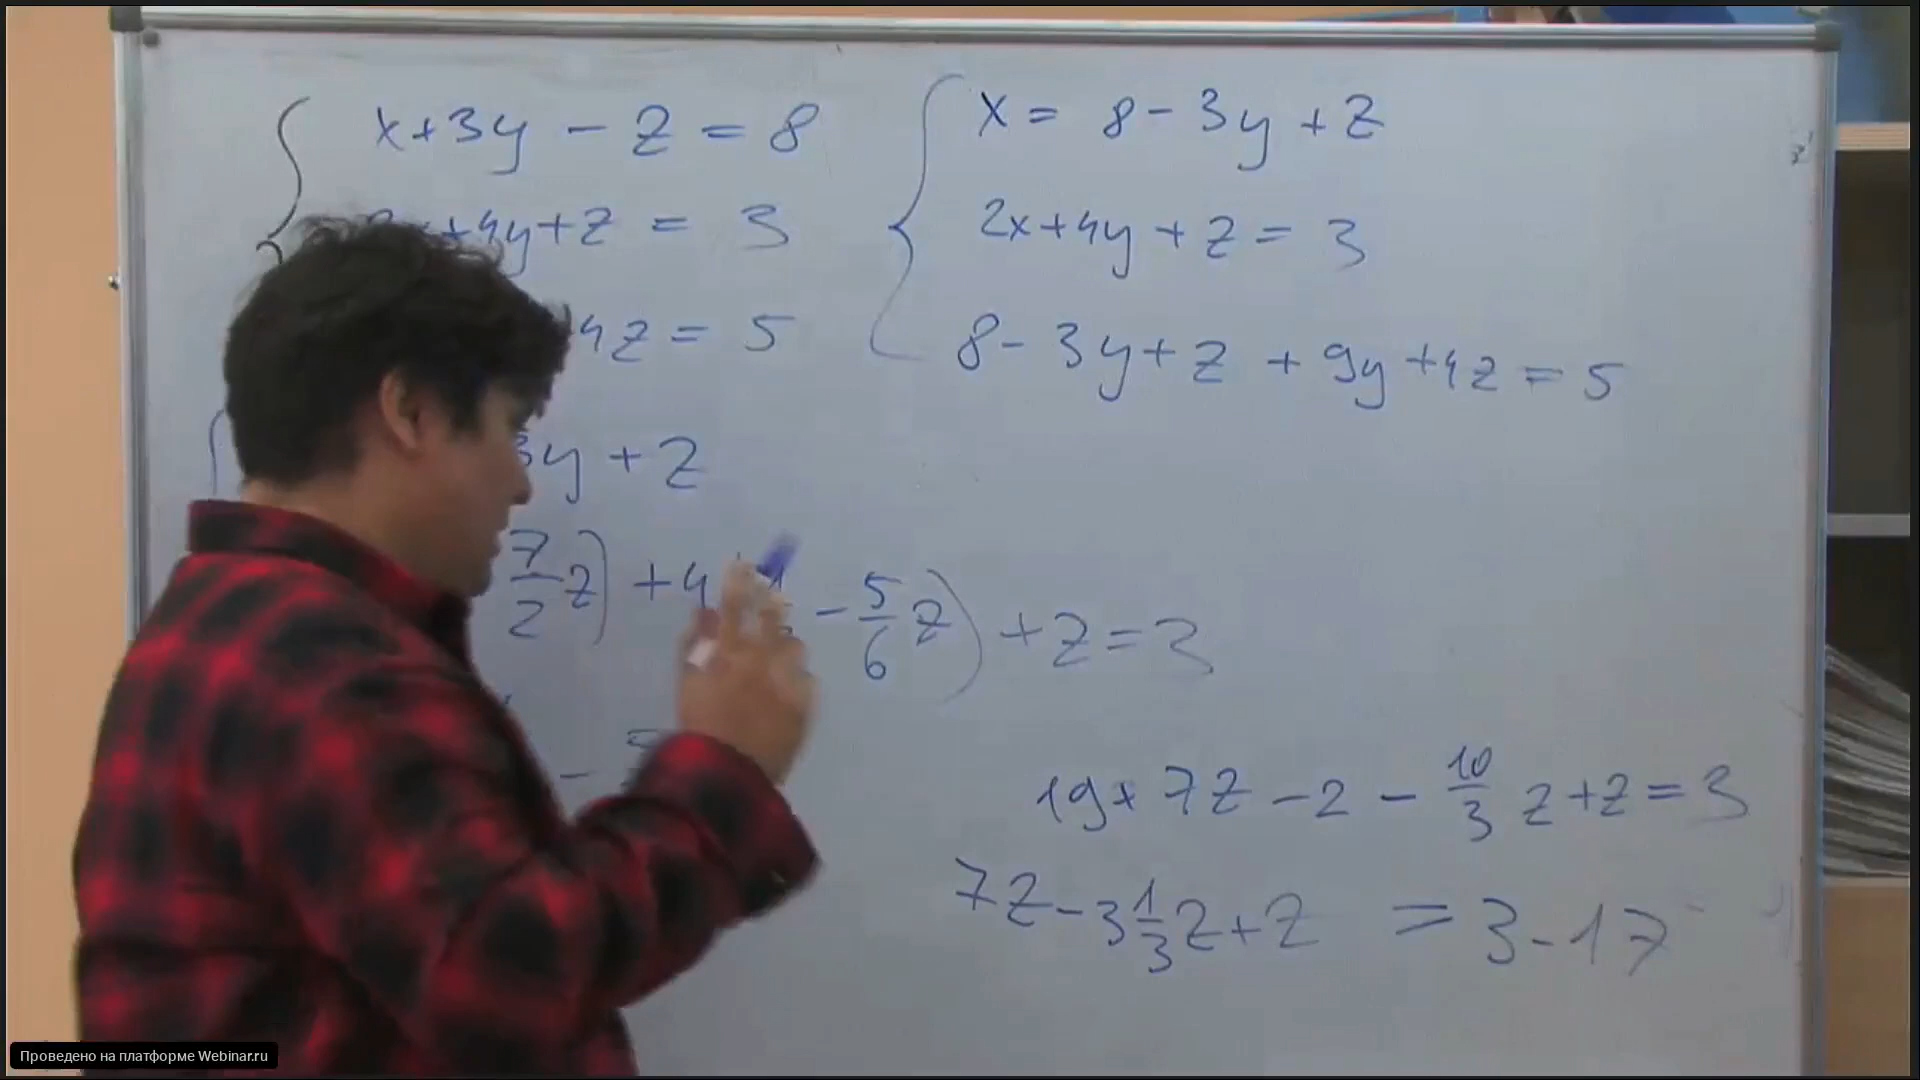 x+3y - z = 8
+4y+z = 3
4z = 5
3y + z
7/2 z) + 4 - 5/6 z) + z = 3
x = 8 - 3y + z
2x+4y + z = 3
8 - 3y + z + 9y + 4z = 5
19+ 7z - 2 - 10/3 z + z = 3
7z - 3 1/3 z + z = 3 - 17
Проведено на платформе Webinar.ru